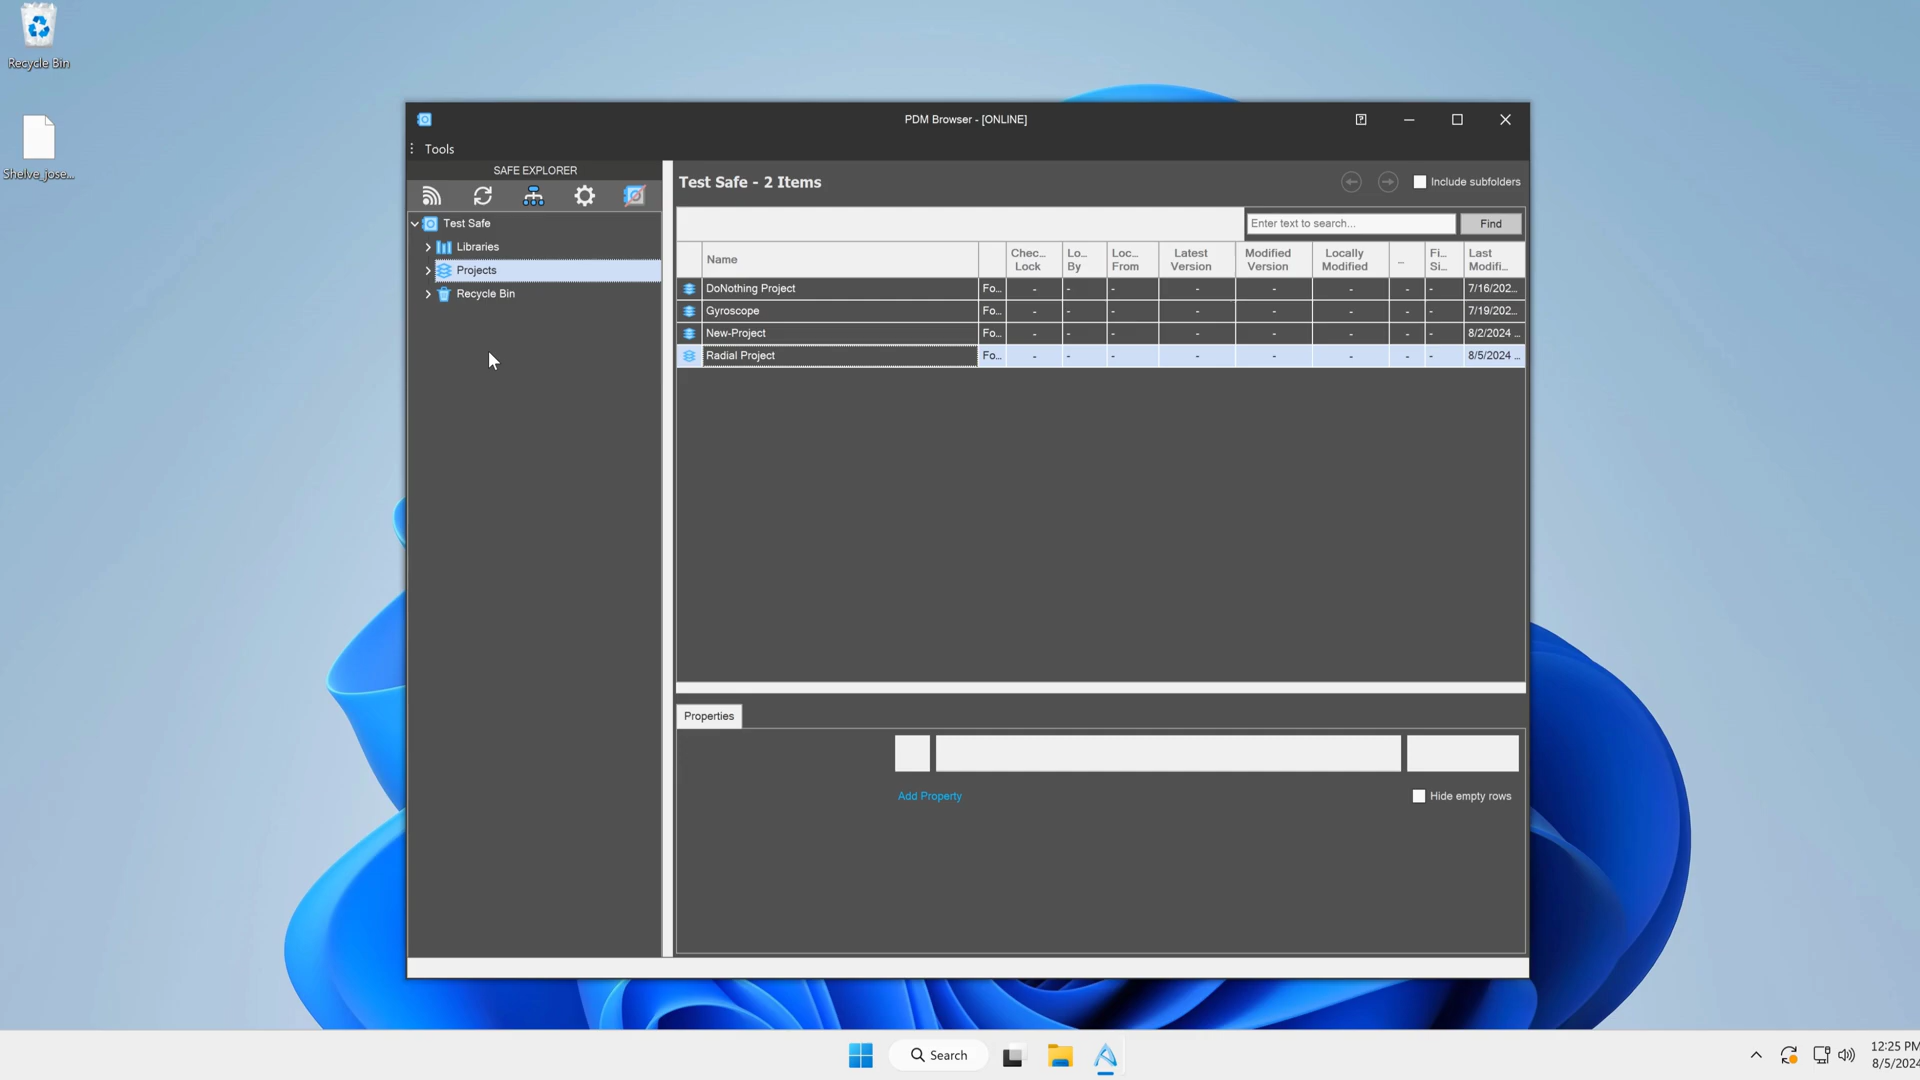 Recycle Bin
Shelve_jose...
PDM Browser - [ONLINE]
Tools
SAFE EXPLORER
Test Safe
Libraries
Projects
Recycle Bin
Test Safe - 2 Items
Include subfolders
Enter text to search...
Find
Name
Chec... Lock
Lo... By
Loc... From
Latest Version
Modified Version
Locally Modified
...
Fi... Si...
Last Modifi...
DoNothing Project Fo... - - - - - - - - 7/16/202...
Gyroscope Fo... - - - - - - - - 7/19/202...
New-Project Fo... - - - - - - - - 8/2/2024 ...
Radial Project Fo... - - - - - - - - 8/5/2024 ...
Properties
Add Property
Hide empty rows
Search
12:25 PM
8/5/2024